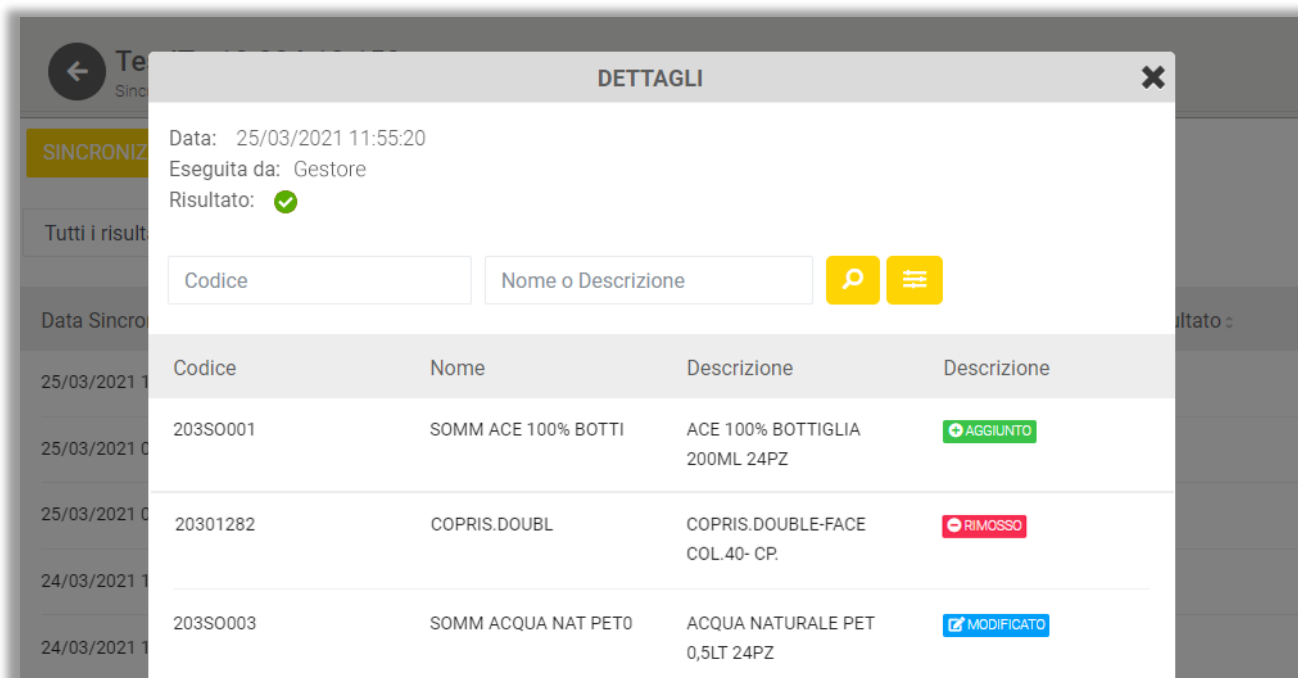 Te
Sinc
DETTAGLI
SINCRONIZ
Data: 25/03/2021 11:55:20
Eseguita da: Gestore
Risultato:
Tutti i risult
Codice
Nome o Descrizione
Data Sincro
ultato
Codice Nome Descrizione Descrizione
25/03/2021 1
203SO001 SOMM ACE 100% BOTTI ACE 100% BOTTIGLIA AGGIUNTO
200ML 24PZ
25/03/2021 0
25/03/2021 0
20301282 COPRIS.DOUBL COPRIS.DOUBLE-FACE RIMOSSO
COL.40- CP.
24/03/2021 1
203SO003 SOMM ACQUA NAT PET0 ACQUA NATURALE PET MODIFICATO
0,5LT 24PZ
24/03/2021 1